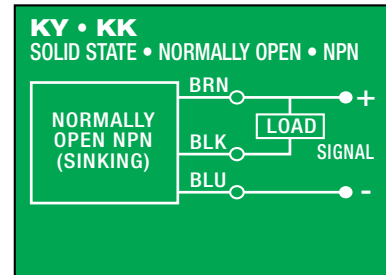 KY • KK
SOLID STATE • NORMALLY OPEN • NPN
BRN
+
NORMALLY
OPEN NPN
(SINKING)
LOAD
BLK
SIGNAL
BLU
-